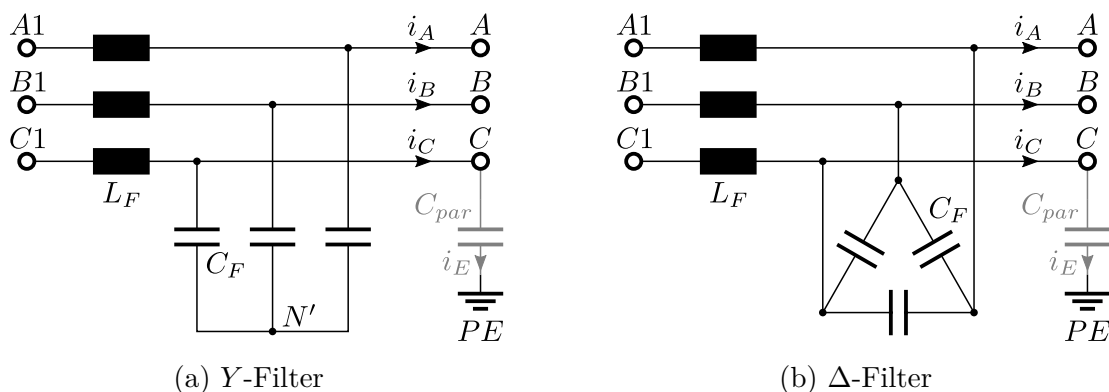 A1 i_A A
B1 i_B B
C1 i_C C
L_F
C_par
C_F
i_E
N′
PE
(a) Y-Filter
A1 i_A A
B1 i_B B
C1 i_C C
L_F
C_F
C_par
i_E
PE
(b) Δ-Filter